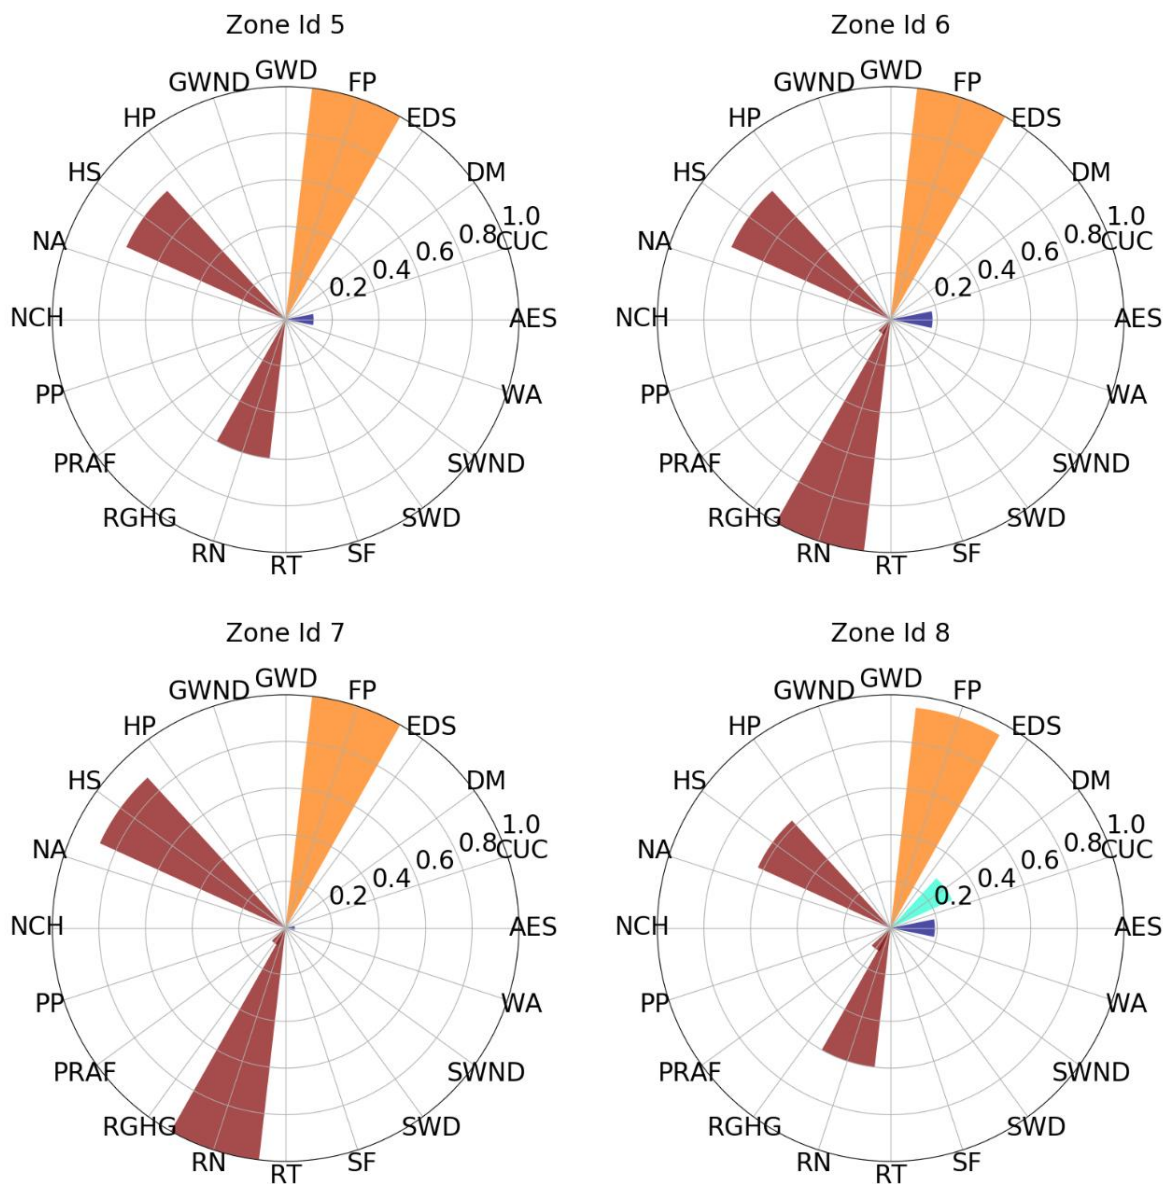 Zone Id 5
GWD
GWND
FP
HP
EDS
HS
DM
1.0
NA
0.8
CUC
0.6
0.4
0.2
NCH
AES
PP
WA
PRAF
SWND
RGHG
SWD
RN
SF
RT
Zone Id 6
GWD
GWND
FP
HP
EDS
HS
DM
1.0
NA
0.8
CUC
0.6
0.4
0.2
NCH
AES
PP
WA
PRAF
SWND
RGHG
SWD
RN
SF
RT
Zone Id 7
GWD
GWND
FP
HP
EDS
HS
DM
1.0
NA
0.8
CUC
0.6
0.4
0.2
NCH
AES
PP
WA
PRAF
SWND
RGHG
SWD
RN
SF
RT
Zone Id 8
GWD
GWND
FP
HP
EDS
HS
DM
1.0
NA
0.8
CUC
0.6
0.4
0.2
NCH
AES
PP
WA
PRAF
SWND
RGHG
SWD
RN
SF
RT